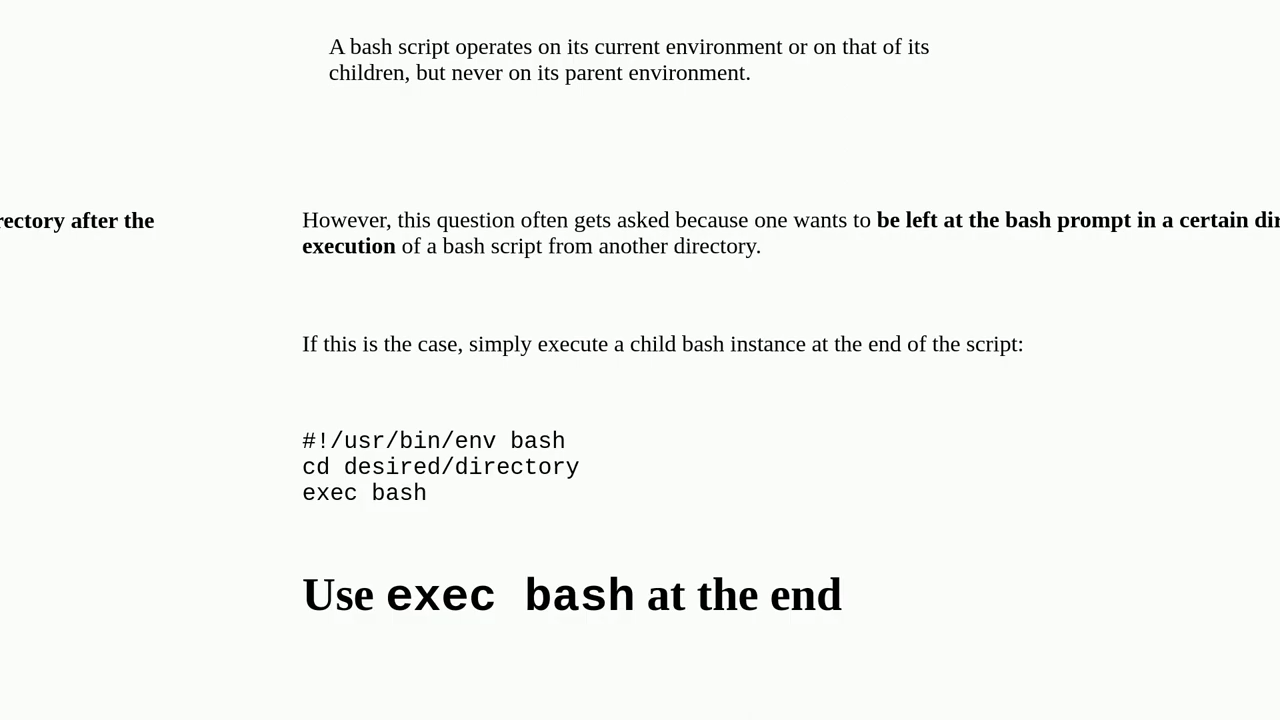 A bash script operates on its current environment or on that of its
children, but never on its parent environment.
rectory after the
However, this question often gets asked because one wants to be left at the bash prompt in a certain dir
execution of a bash script from another directory.
If this is the case, simply execute a child bash instance at the end of the script:
#!/usr/bin/env bash
cd desired/directory
exec bash
Use exec bash at the end